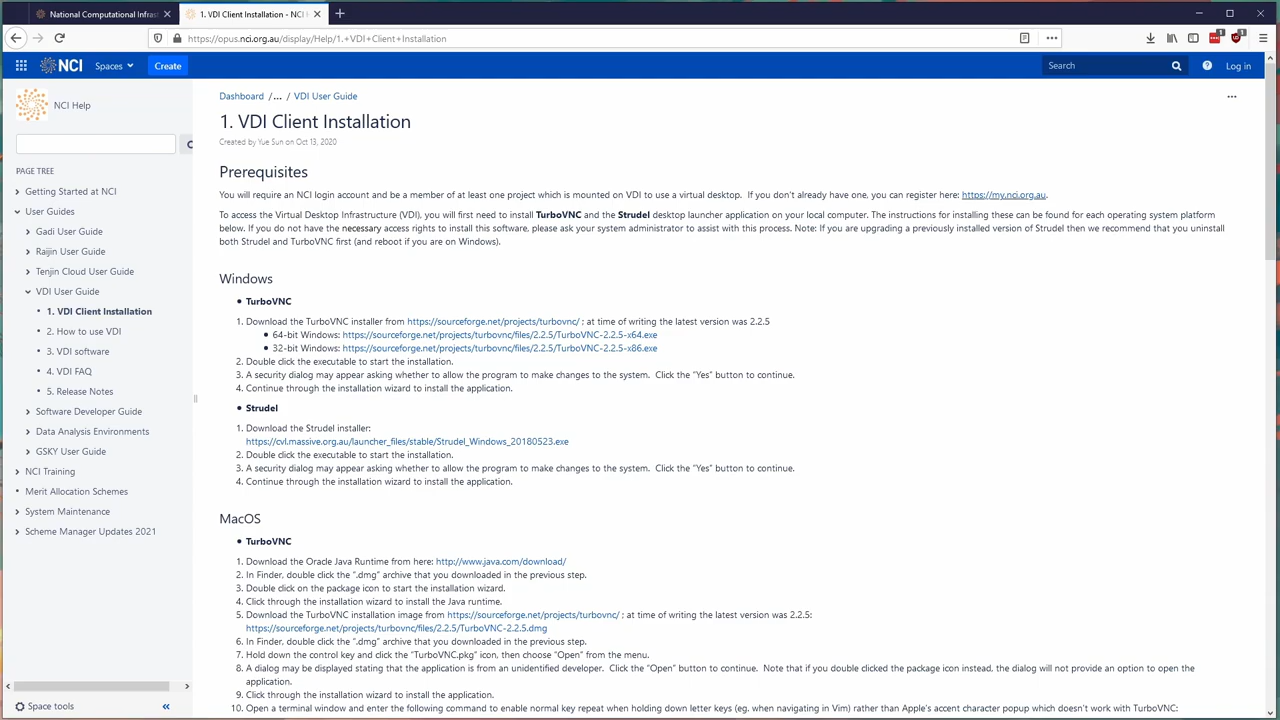 National Computational Infrast
1. VDI Client Installation - NCI H
https://opus.nci.org.au/display/Help/1.+VDI+Client+Installation
1
1
NCI
Spaces
Create
Search
Log in
NCI Help
PAGE TREE
Getting Started at NCI
User Guides
Gadi User Guide
Raijin User Guide
Tenjin Cloud User Guide
VDI User Guide
1. VDI Client Installation
2. How to use VDI
3. VDI software
4. VDI FAQ
5. Release Notes
Software Developer Guide
Data Analysis Environments
GSKY User Guide
NCI Training
Merit Allocation Schemes
System Maintenance
Scheme Manager Updates 2021
Space tools
Dashboard /... / VDI User Guide
1. VDI Client Installation
Created by Yue Sun on Oct 13, 2020
Prerequisites
You will require an NCI login account and be a member of at least one project which is mounted on VDI to use a virtual desktop. If you don't already have one, you can register here: https://my.nci.org.au.
To access the Virtual Desktop Infrastructure (VDI), you will first need to install TurboVNC and the Strudel desktop launcher application on your local computer. The instructions for installing these can be found for each operating system platform
below. If you do not have the necessary access rights to install this software, please ask your system administrator to assist with this process. Note: If you are upgrading a previously installed version of Strudel then we recommend that you uninstall
both Strudel and TurboVNC first (and reboot if you are on Windows).
Windows
• TurboVNC
1. Download the TurboVNC installer from https://sourceforge.net/projects/turbovnc/ ; at time of writing the latest version was 2.2.5
• 64-bit Windows: https://sourceforge.net/projects/turbovnc/files/2.2.5/TurboVNC-2.2.5-x64.exe
• 32-bit Windows: https://sourceforge.net/projects/turbovnc/files/2.2.5/TurboVNC-2.2.5-x86.exe
2. Double click the executable to start the installation.
3. A security dialog may appear asking whether to allow the program to make changes to the system. Click the "Yes" button to continue.
4. Continue through the installation wizard to install the application.
• Strudel
1. Download the Strudel installer:
https://cvl.massive.org.au/launcher_files/stable/Strudel_Windows_20180523.exe
2. Double click the executable to start the installation.
3. A security dialog may appear asking whether to allow the program to make changes to the system. Click the "Yes" button to continue.
4. Continue through the installation wizard to install the application.
MacOS
• TurboVNC
1. Download the Oracle Java Runtime from here: http://www.java.com/download/
2. In Finder, double click the ".dmg" archive that you downloaded in the previous step.
3. Double click on the package icon to start the installation wizard.
4. Click through the installation wizard to install the Java runtime.
5. Download the TurboVNC installation image from https://sourceforge.net/projects/turbovnc/ ; at time of writing the latest version was 2.2.5:
https://sourceforge.net/projects/turbovnc/files/2.2.5/TurboVNC-2.2.5.dmg
6. In Finder, double click the ".dmg" archive that you downloaded in the previous step.
7. Hold down the control key and click the "TurboVNC.pkg" icon, then choose "Open" from the menu.
8. A dialog may be displayed stating that the application is from an unidentified developer. Click the "Open" button to continue. Note that if you double clicked the package icon instead, the dialog will not provide an option to open the
application.
9. Click through the installation wizard to install the application.
10. Open a terminal window and enter the following command to enable normal key repeat when holding down letter keys (eg. when navigating in Vim) rather than Apple's accent character popup which doesn't work with TurboVNC: